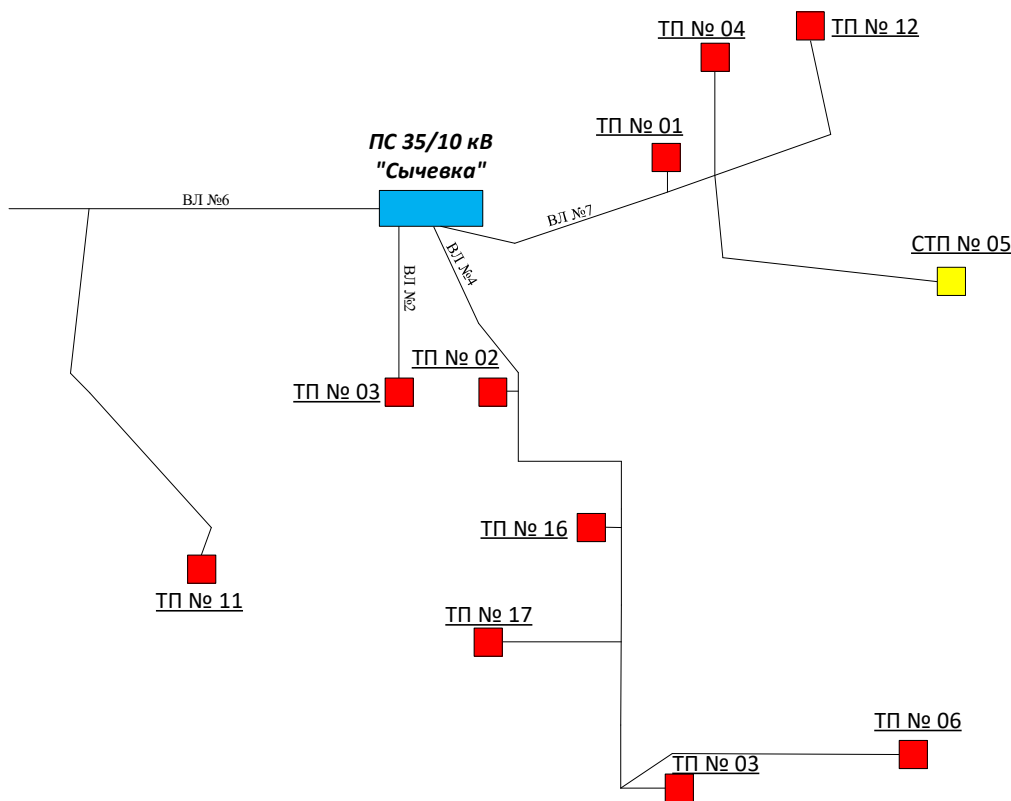 ТП № 04
ТП № 12
ТП № 01
ПС 35/10 кВ
"Сычевка"
ВЛ №6
ВЛ №7
ВЛ №4
ВЛ №2
СТП № 05
ТП № 02
ТП № 03
ТП № 16
ТП № 11
ТП № 17
ТП № 06
ТП № 03